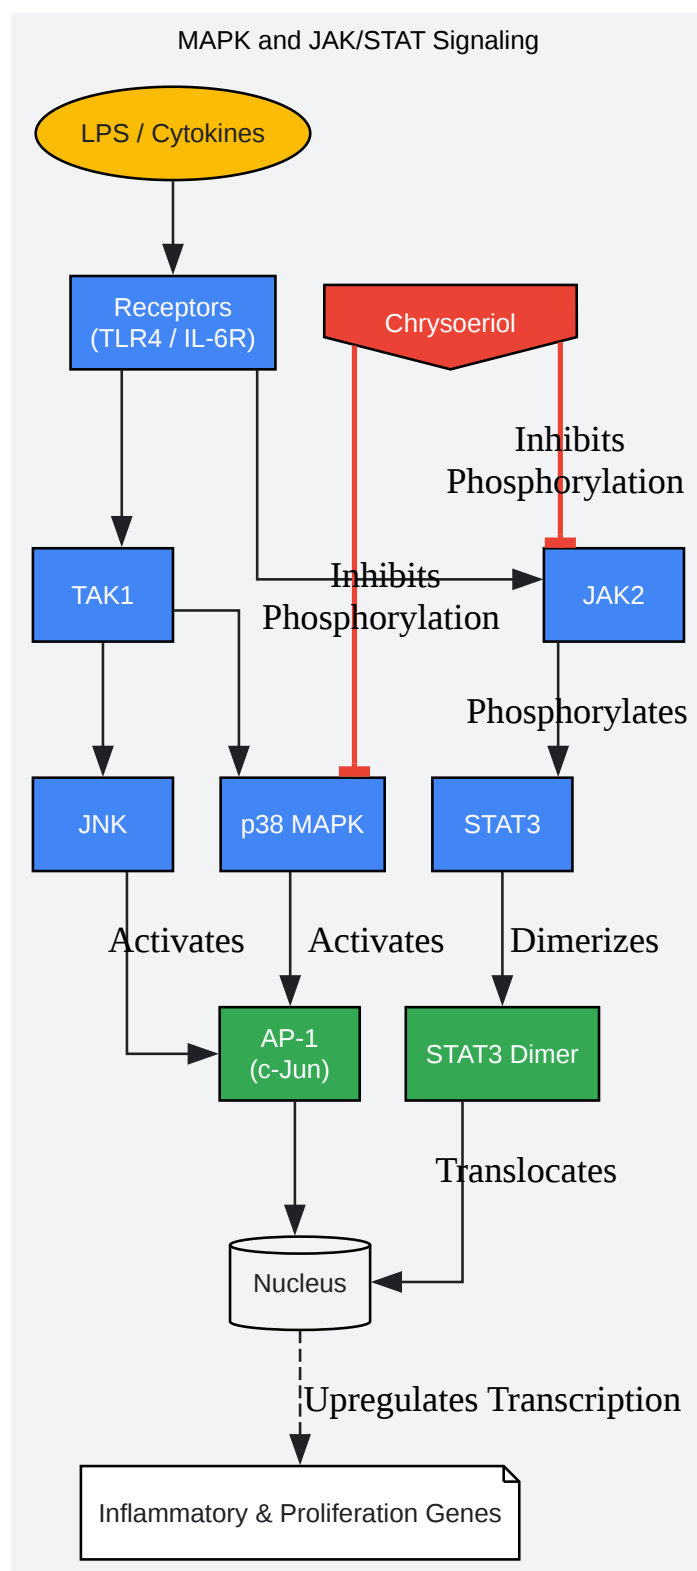 MAPK and JAK/STAT Signaling
LPS / Cytokines
Receptors
(TLR4 / IL-6R)
Chrysoeriol
Inhibits
Phosphorylation
Inhibits
Phosphorylation
TAK1
JAK2
Phosphorylates
JNK
p38 MAPK
STAT3
Activates
Activates
Dimerizes
AP-1
(c-Jun)
STAT3 Dimer
Translocates
Nucleus
Upregulates Transcription
Inflammatory & Proliferation Genes